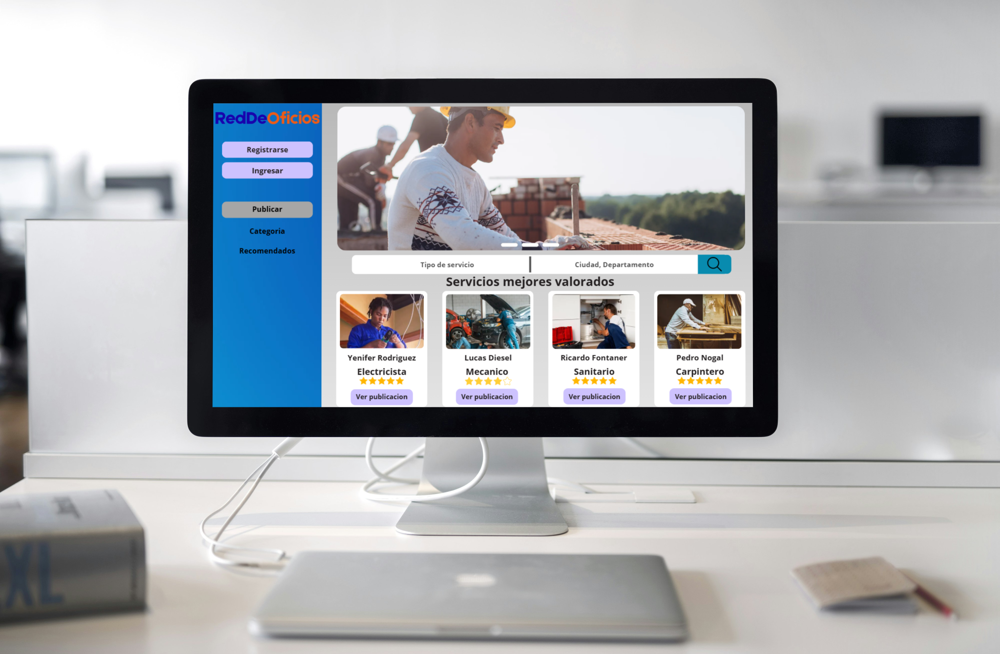 RedDeOficios
Registrarse
Ingresar
Publicar
Categoria
Recomendados
Tipo de servicio
Ciudad, Departamento
Servicios mejores valorados
Yenifer Rodriguez
Electricista
Ver publicacion
Lucas Diesel
Mecanico
Ver publicacion
Ricardo Fontaner
Sanitario
Ver publicacion
Pedro Nogal
Carpintero
Ver publicacion
XL